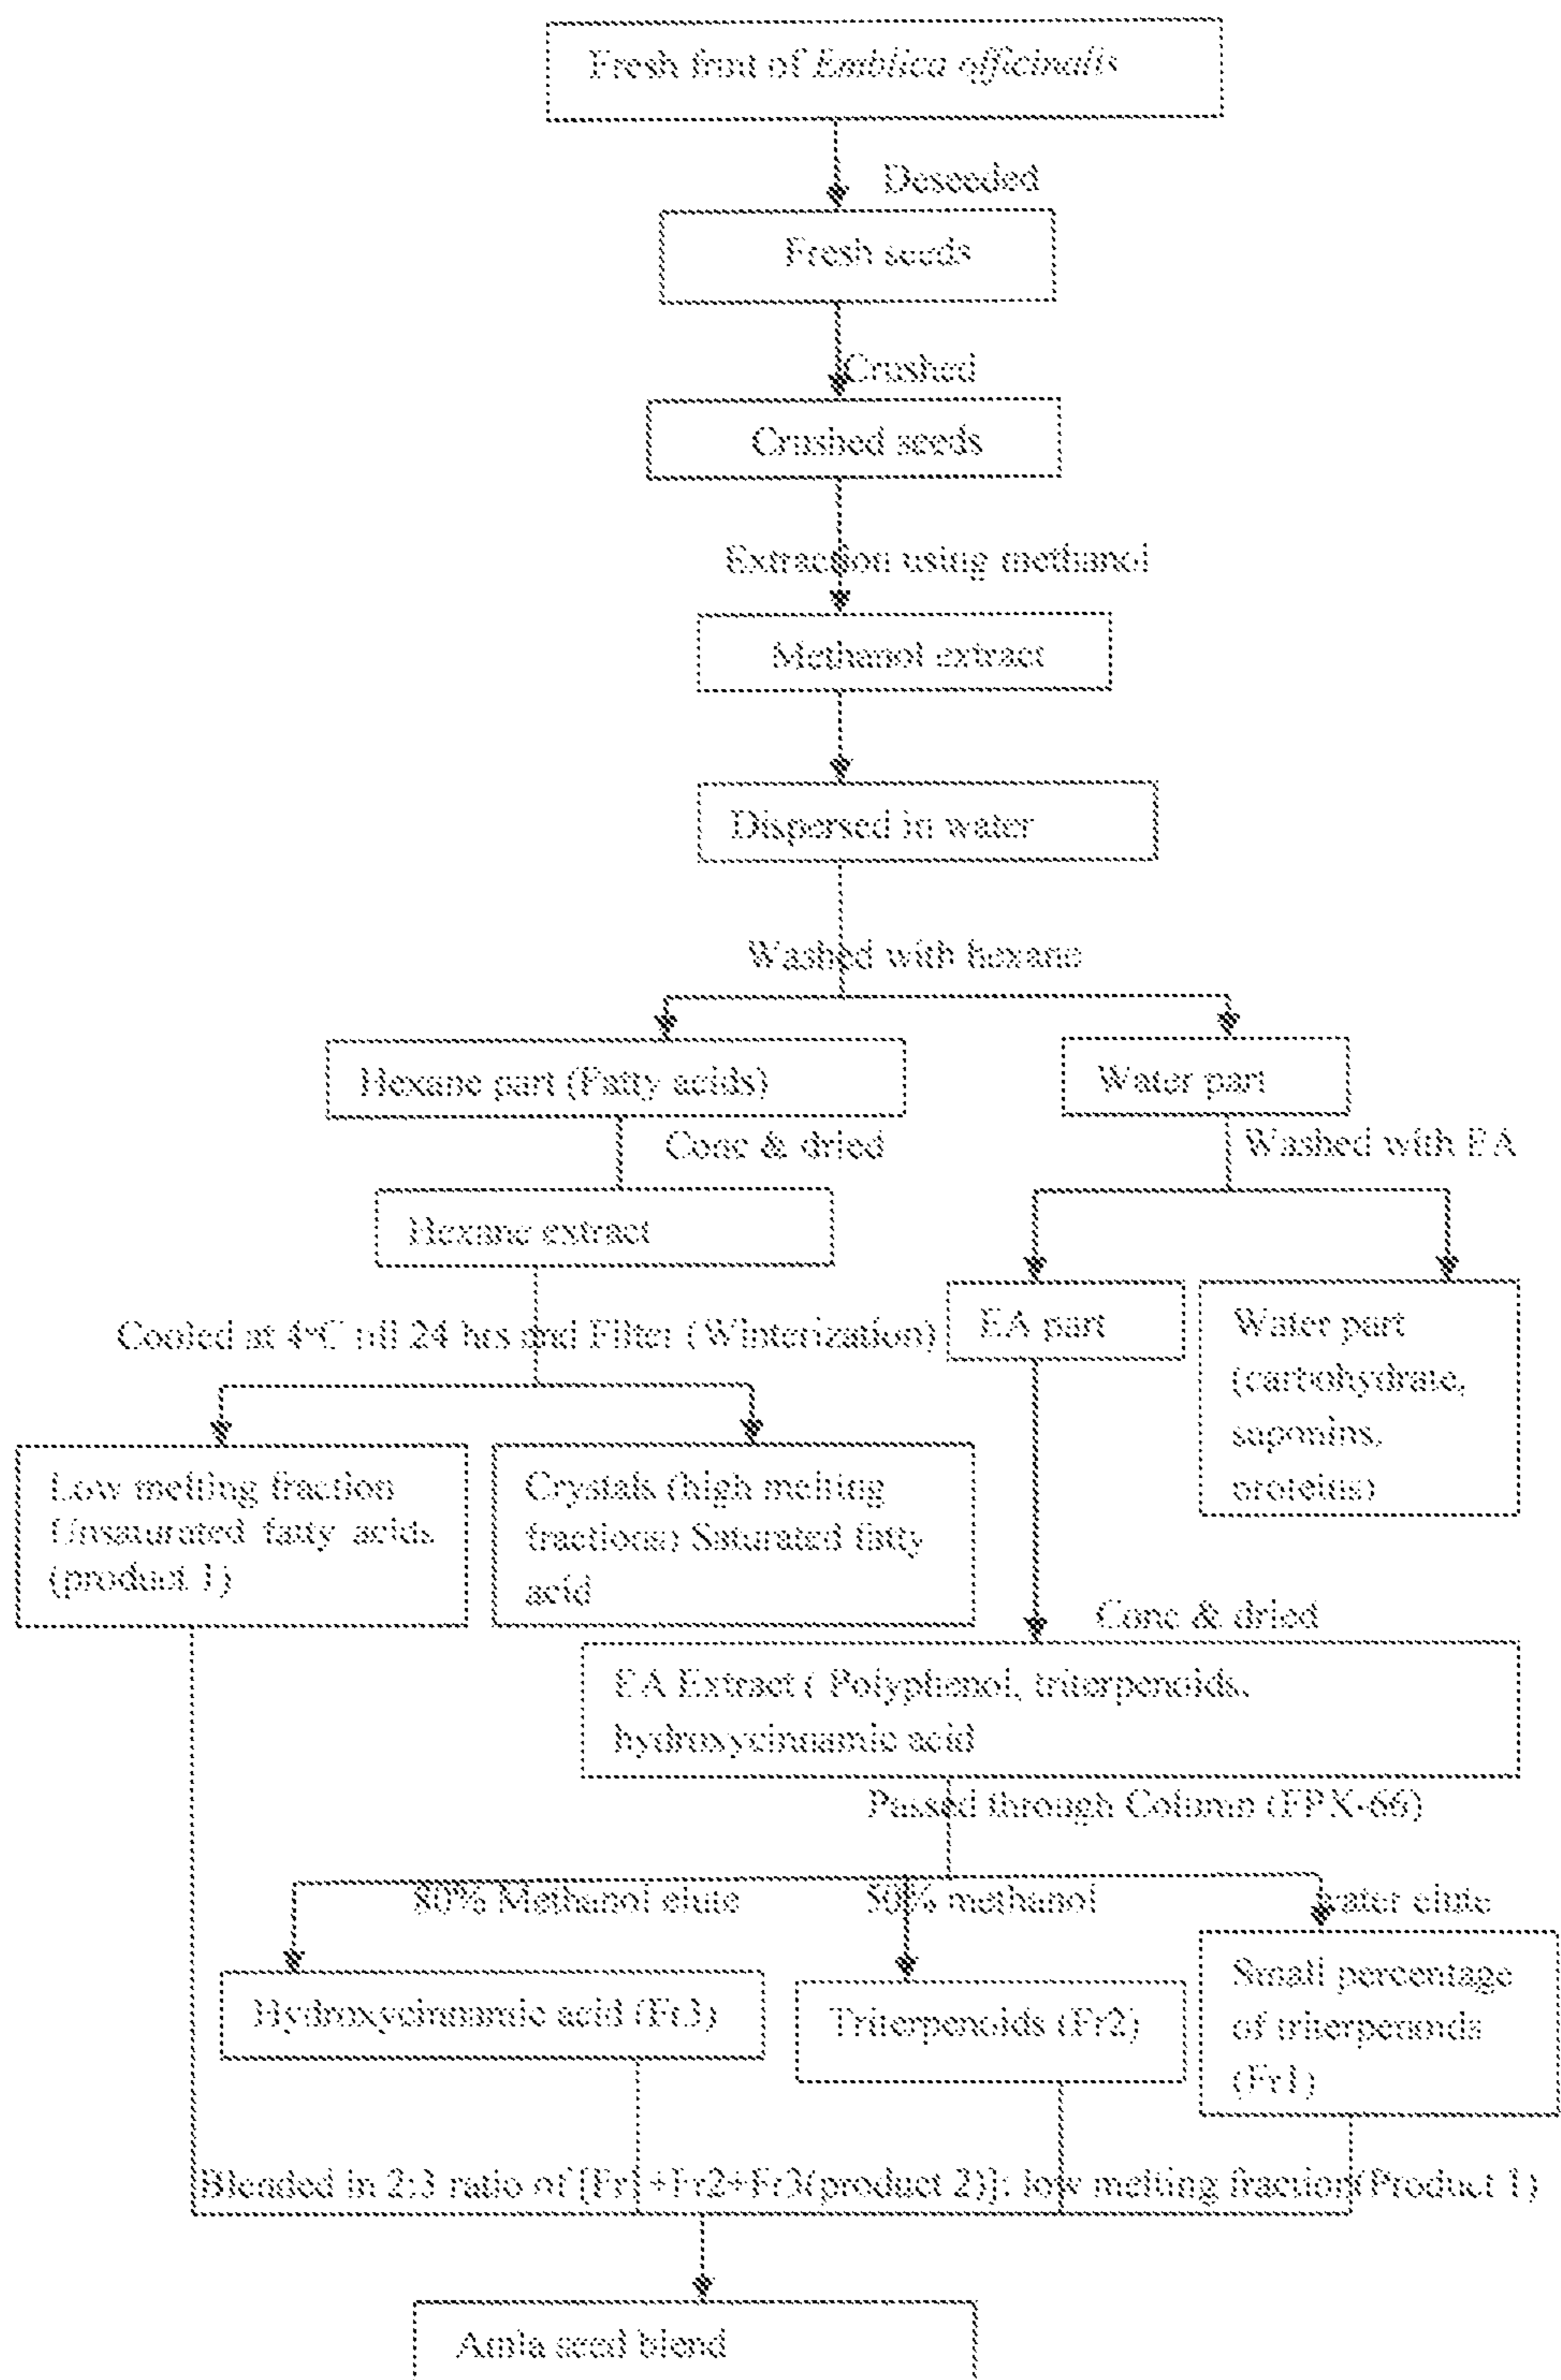 Fresh fruit of Emblica officinalis
Deseeded
Fresh seeds
Crushed
Crushed seeds
Extraction using methanol
Methanol extract
Dispersed in water
Washed with hexane
Hexane part (Fatty acids)
Water part
Conc & dried
Washed with EA
Hexane extract
Cooled at 4°C till 24 hrs and Filter (Winterization)
EA part
Water part
(carbohydrate,
saponins,
proteins)
Low melting fraction
Unsaturated fatty acids
(product 1)
Crystals (high melting
fractions) Saturated fatty
acid
Conc & dried
EA Extract ( Polyphenol, triterpenoids,
hydroxycinnamic acid
Passed through Column (FPX-66)
80% Methanol elute
50% methanol
water elute
Hydroxycinnamic acid (Fr3)
Triterpenoids (Fr2)
Small percentage
of triterpenoids
(Fr1)
Blended in 2:3 ratio of [Fr1+Fr2+Fr3(product 2)]: low melting fraction(Product 1)
Amla seed blend